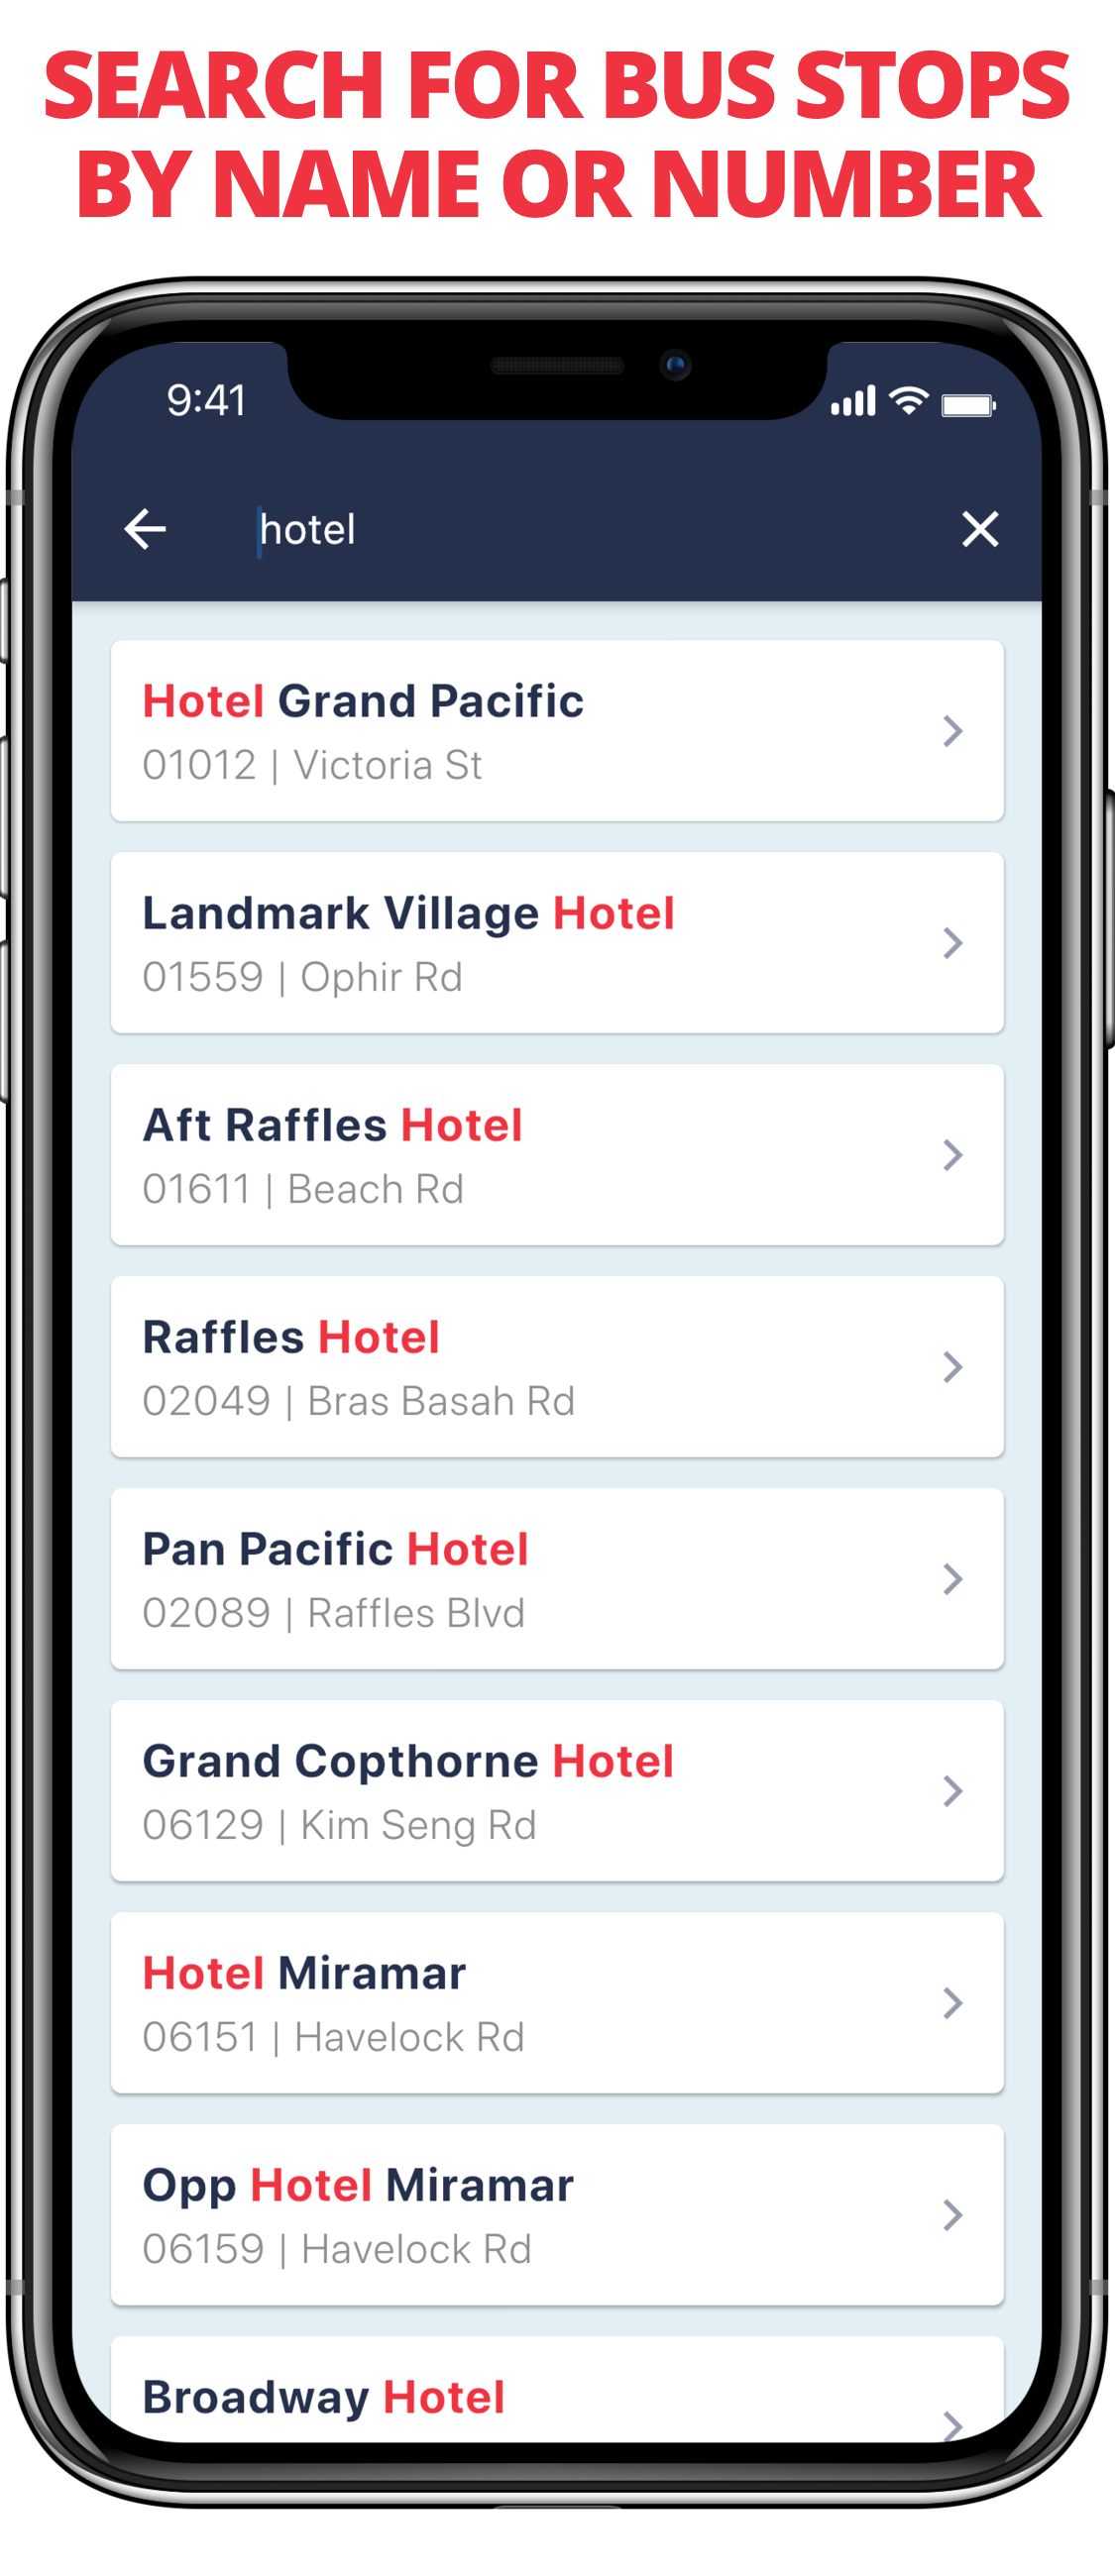 SEARCH FOR BUS STOPS
BY NAME OR NUMBER
9:41
hotel
Hotel Grand Pacific
01012 | Victoria St
Landmark Village Hotel
01559 | Ophir Rd
Aft Raffles Hotel
01611 | Beach Rd
Raffles Hotel
02049 | Bras Basah Rd
Pan Pacific Hotel
02089 | Raffles Blvd
Grand Copthorne Hotel
06129 | Kim Seng Rd
Hotel Miramar
06151 | Havelock Rd
Opp Hotel Miramar
06159 | Havelock Rd
Broadway Hotel